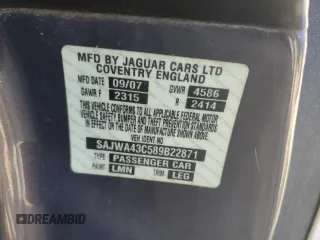 MFD BY JAGUAR CARS LTD
COVENTRY ENGLAND
MFD DATE 09/07 GVWR 4586
GAWR F 2315 R 2414
THIS VEHICLE CONFORMS TO ALL APPLICABLE FEDERAL MOTOR
VEHICLE SAFETY BUMPER AND THEFT PREVENTION STANDARDS
IN EFFECT ON THE DATE OF MANUFACTURE SHOWN ABOVE
VEH IDENT NO
SAJWA43C589B22871
TYPE PASSENGER CAR
PAINT LMN TRIM LEG
DREAMBID